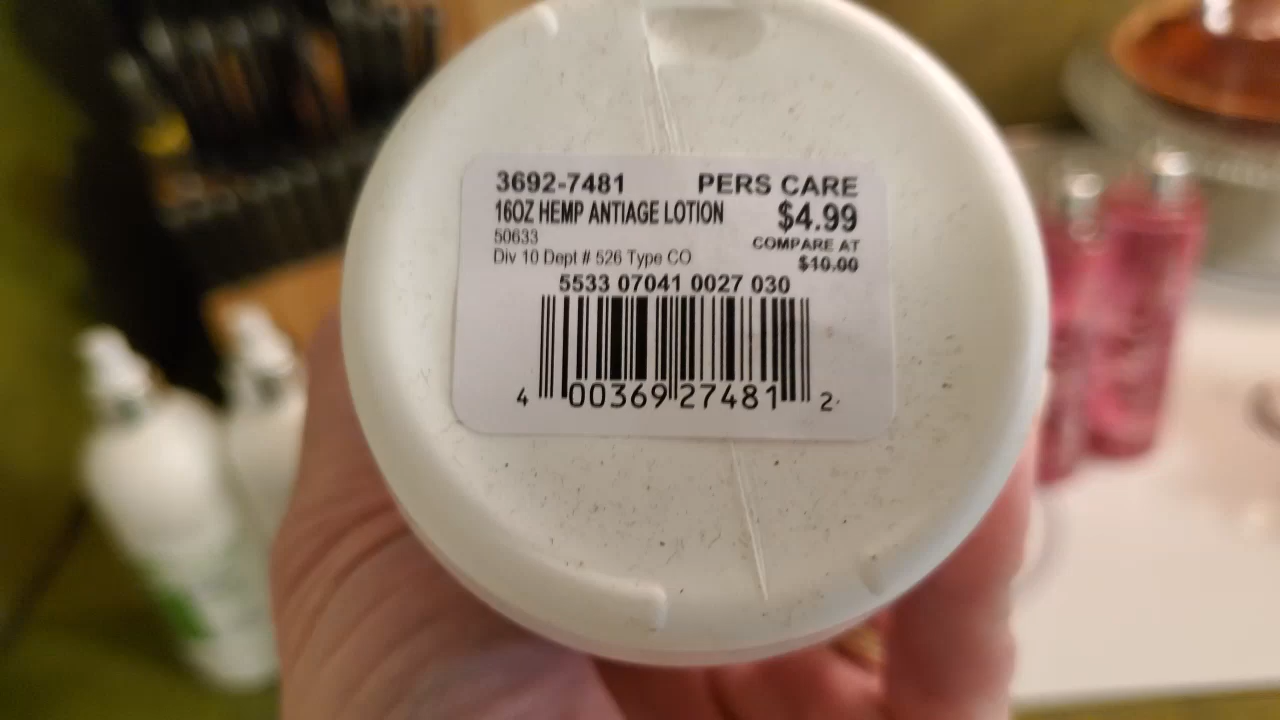 3692-7481 PERS CARE
16OZ HEMP ANTIAGE LOTION $4.99
50633 COMPARE AT
Div 10 Dept # 526 Type CO $10.00
5533 07041 0027 030
4 00369 27481 2